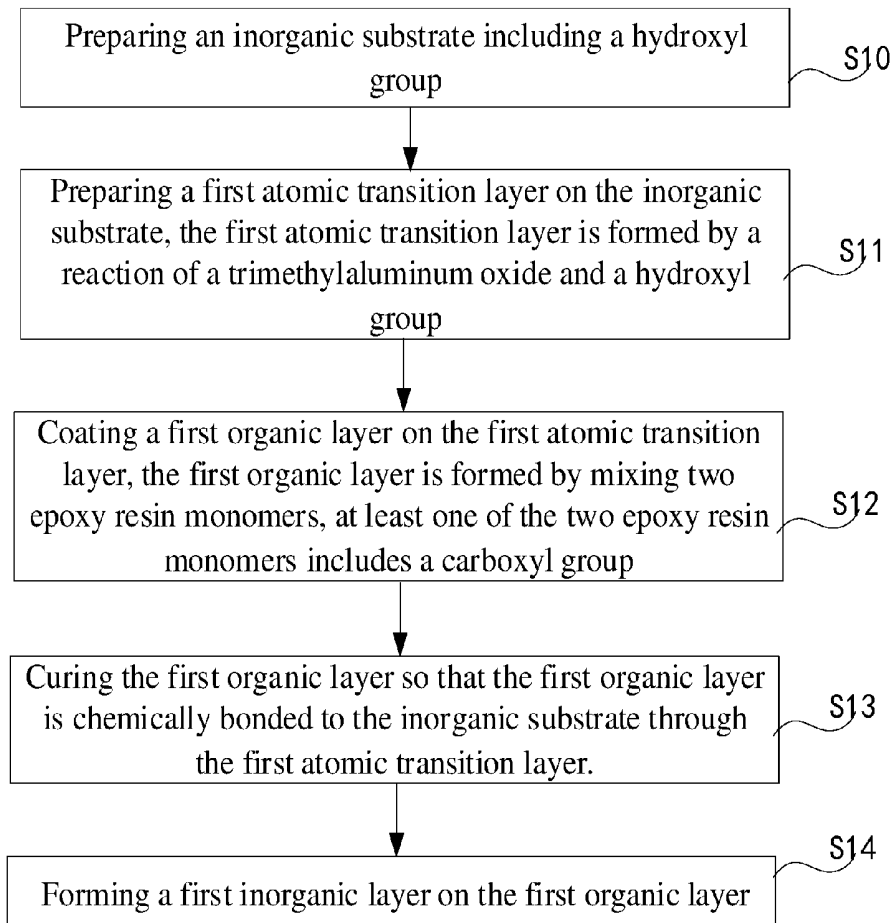 Preparing an inorganic substrate including a hydroxyl
group
S10
Preparing a first atomic transition layer on the inorganic
substrate, the first atomic transition layer is formed by a
reaction of a trimethylaluminum oxide and a hydroxyl
group
S11
Coating a first organic layer on the first atomic transition
layer, the first organic layer is formed by mixing two
epoxy resin monomers, at least one of the two epoxy resin
monomers includes a carboxyl group
S12
Curing the first organic layer so that the first organic layer
is chemically bonded to the inorganic substrate through
the first atomic transition layer.
S13
S14
Forming a first inorganic layer on the first organic layer